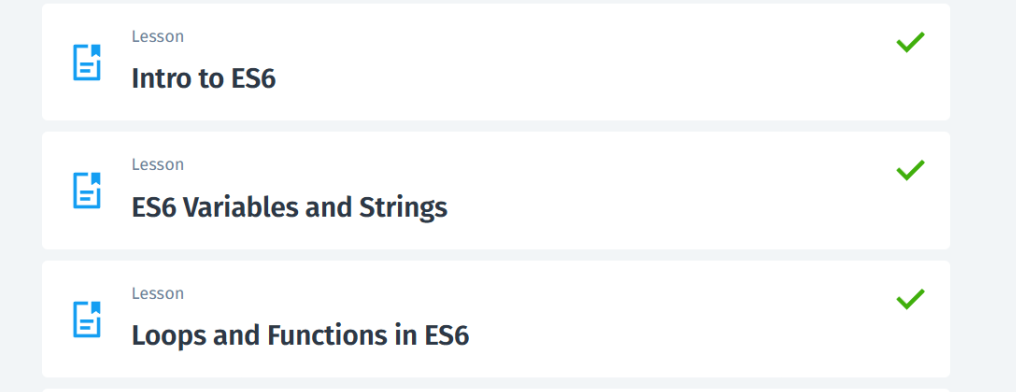 Lesson
Intro to ES6
Lesson
ES6 Variables and Strings
Lesson
Loops and Functions in ES6